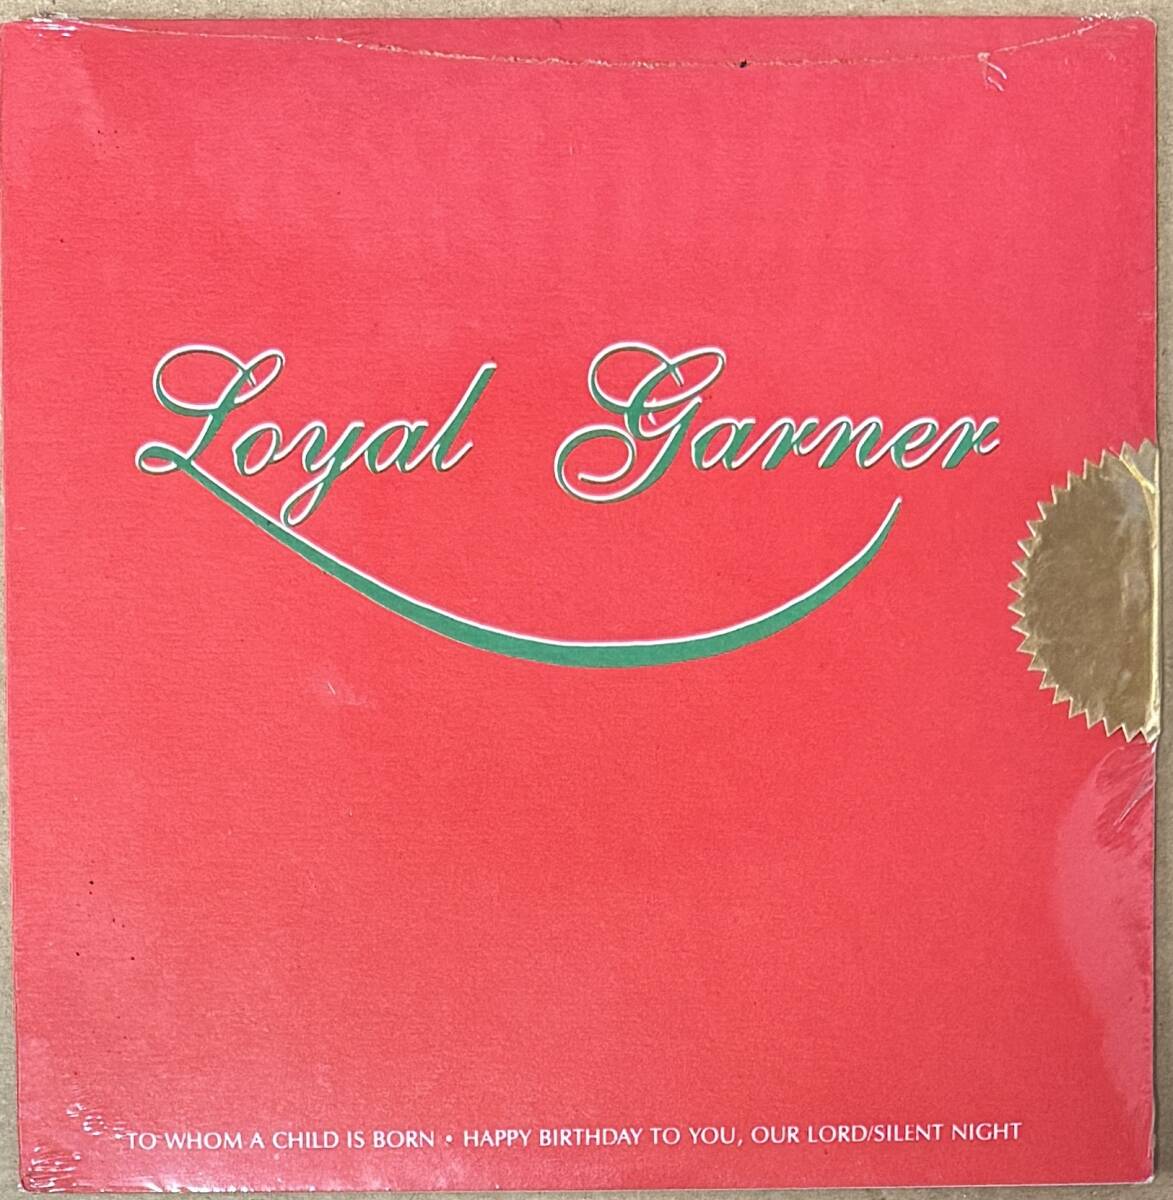 Loyal Garner
TO WHOM A CHILD IS BORN • HAPPY BIRTHDAY TO YOU, OUR LORD/SILENT NIGHT